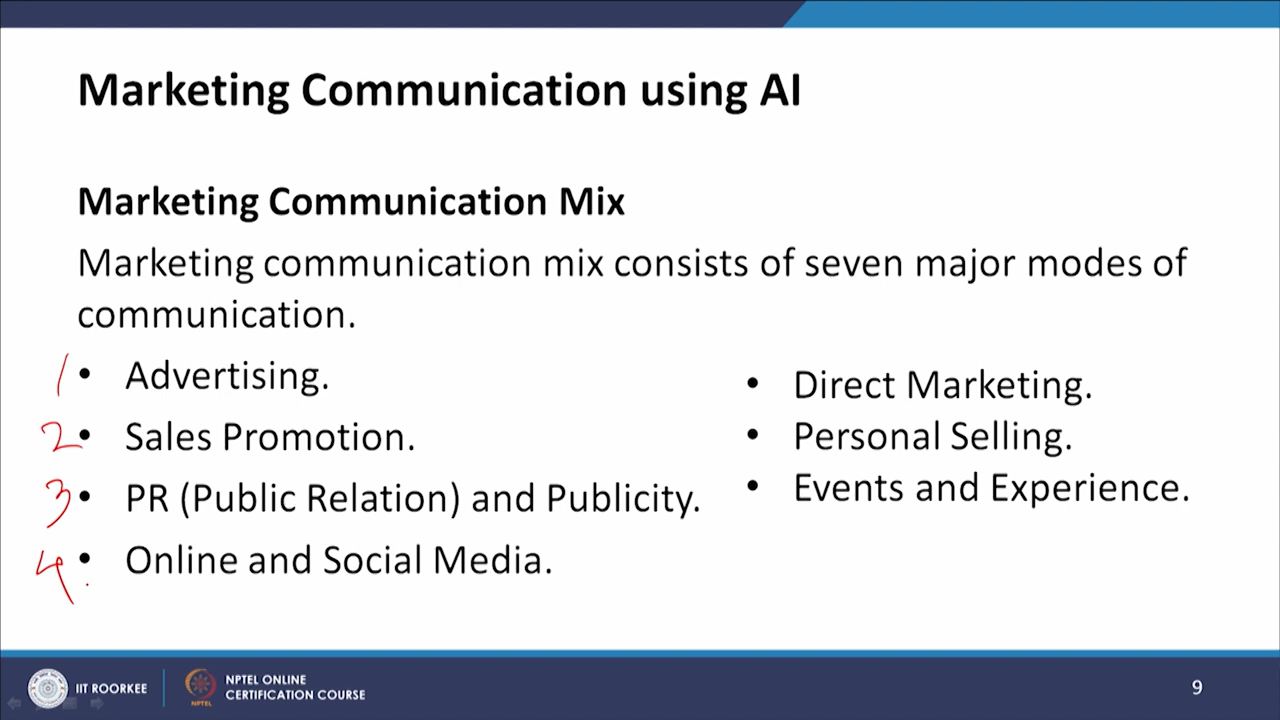 Marketing Communication using AI
Marketing Communication Mix
Marketing communication mix consists of seven major modes of
communication.
1 • Advertising.
2 • Sales Promotion.
3 • PR (Public Relation) and Publicity.
4. • Online and Social Media.
• Direct Marketing.
• Personal Selling.
• Events and Experience.
IIT ROORKEE
NPTEL
NPTEL ONLINE
CERTIFICATION COURSE
9